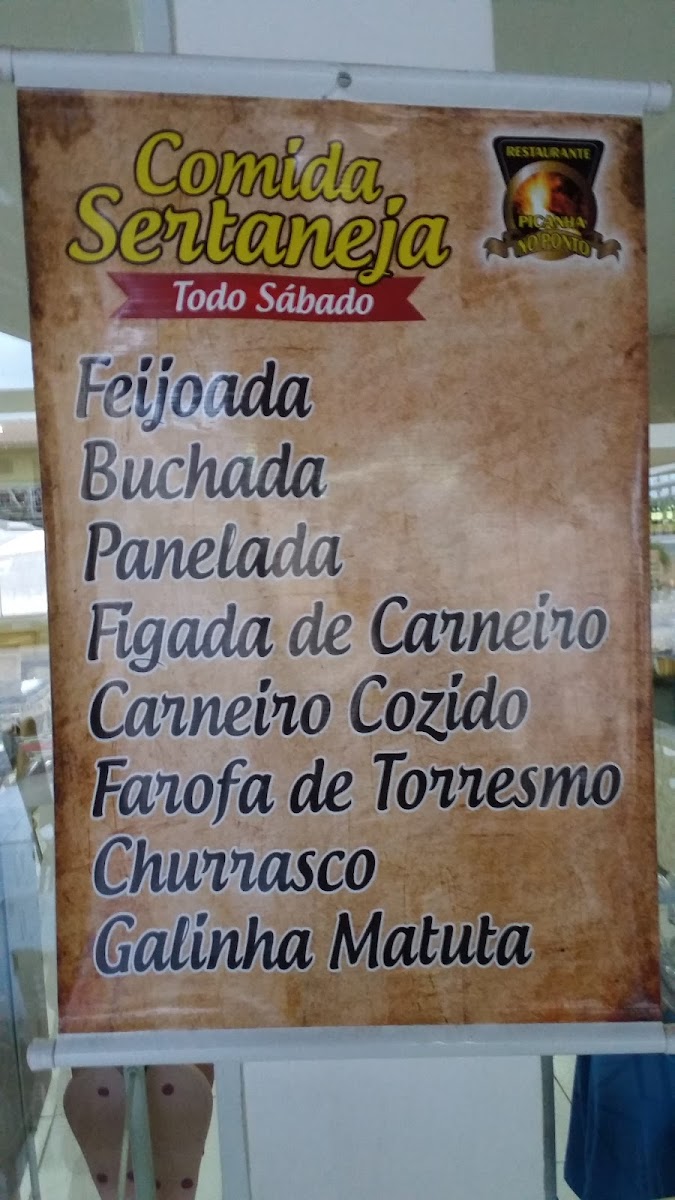 Comida
Sertaneja
Todo Sábado
RESTAURANTE
PICANHA
NO PONTO
Feijoada
Buchada
Panelada
Figada de Carneiro
Carneiro Cozido
Farofa de Torresmo
Churrasco
Galinha Matuta